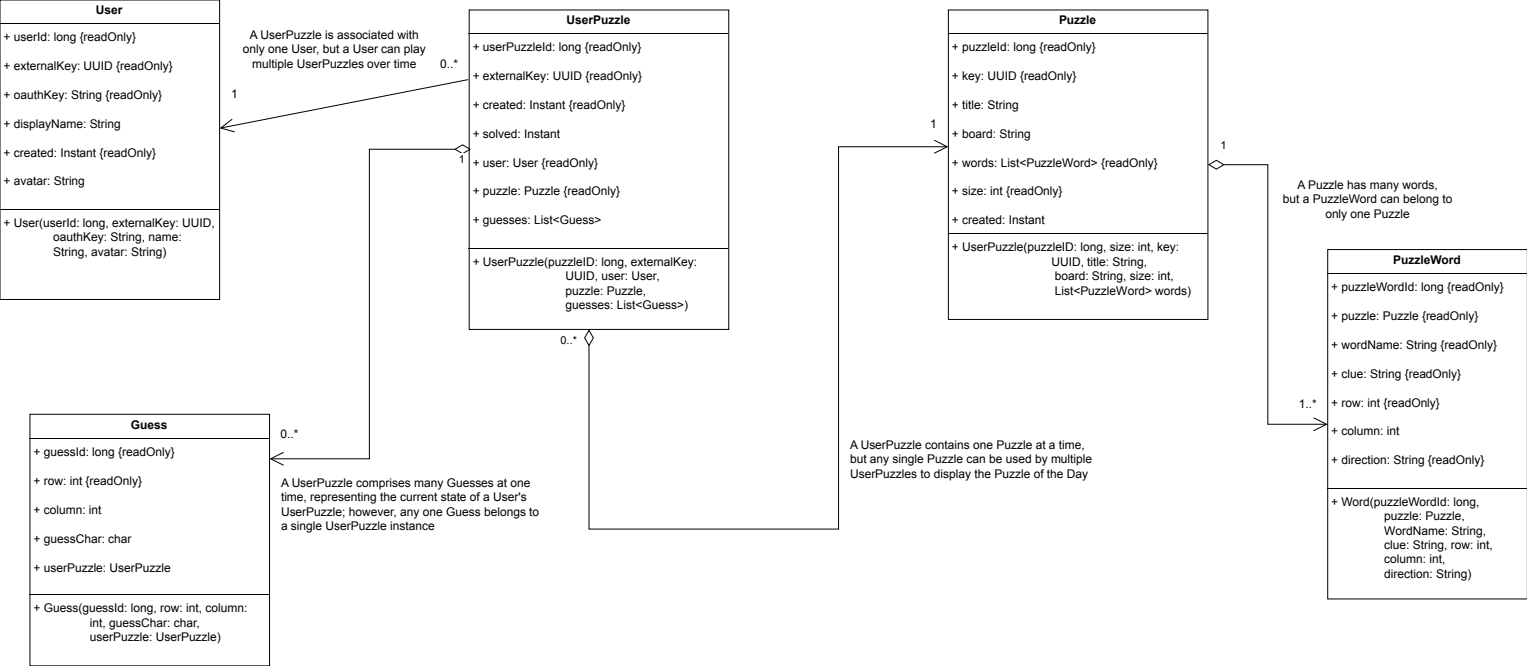 User
+ userId: long {readOnly}
+ externalKey: UUID {readOnly}
+ oauthKey: String {readOnly}
+ displayName: String
+ created: Instant {readOnly}
+ avatar: String
+ User(userId: long, externalKey: UUID,
oauthKey: String, name:
String, avatar: String)
A UserPuzzle is associated with
only one User, but a User can play
multiple UserPuzzles over time
0..*
1
UserPuzzle
+ userPuzzleId: long {readOnly}
+ externalKey: UUID {readOnly}
+ created: Instant {readOnly}
+ solved: Instant
+ user: User {readOnly}
+ puzzle: Puzzle {readOnly}
+ guesses: List<Guess>
+ UserPuzzle(puzzleID: long, externalKey:
UUID, user: User,
puzzle: Puzzle,
guesses: List<Guess>)
1
0..*
Puzzle
+ puzzleId: long {readOnly}
+ key: UUID {readOnly}
+ title: String
+ board: String
+ words: List<PuzzleWord> {readOnly}
+ size: int {readOnly}
+ created: Instant
+ UserPuzzle(puzzleID: long, size: int, key:
UUID, title: String,
board: String, size: int,
List<PuzzleWord> words)
1
1
A Puzzle has many words,
but a PuzzleWord can belong to
only one Puzzle
PuzzleWord
+ puzzleWordId: long {readOnly}
+ puzzle: Puzzle {readOnly}
+ wordName: String {readOnly}
+ clue: String {readOnly}
+ row: int {readOnly}
+ column: int
+ direction: String {readOnly}
+ Word(puzzleWordId: long,
puzzle: Puzzle,
WordName: String,
clue: String, row: int,
column: int,
direction: String)
1..*
Guess
+ guessId: long {readOnly}
+ row: int {readOnly}
+ column: int
+ guessChar: char
+ userPuzzle: UserPuzzle
+ Guess(guessId: long, row: int, column:
int, guessChar: char,
userPuzzle: UserPuzzle)
0..*
A UserPuzzle comprises many Guesses at one
time, representing the current state of a User's
UserPuzzle; however, any one Guess belongs to
a single UserPuzzle instance
A UserPuzzle contains one Puzzle at a time,
but any single Puzzle can be used by multiple
UserPuzzles to display the Puzzle of the Day